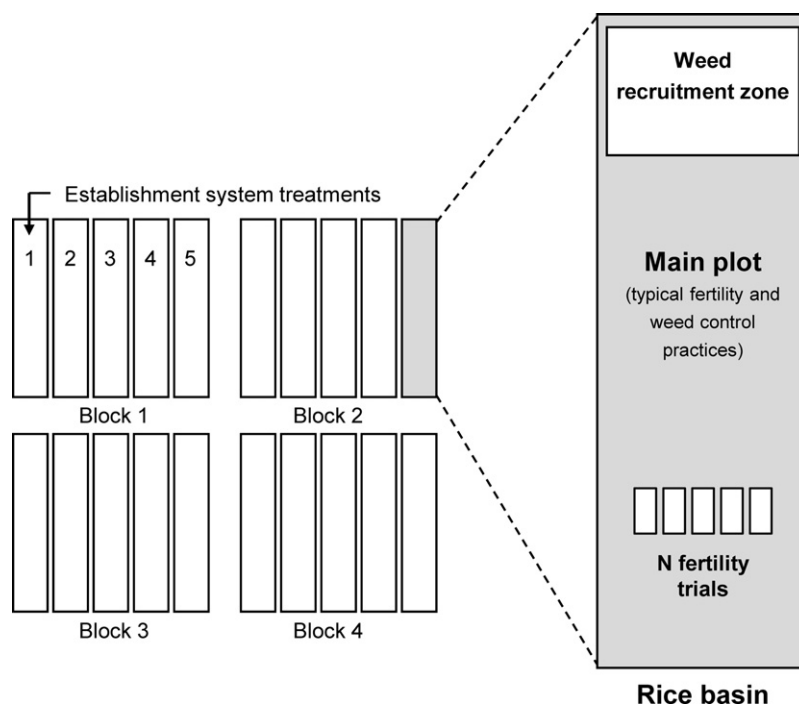 Weed
recruitment zone
Establishment system treatments
1 2 3 4 5
Main plot
(typical fertility and
weed control
practices)
Block 1
Block 2
N fertility
trials
Block 3
Block 4
Rice basin